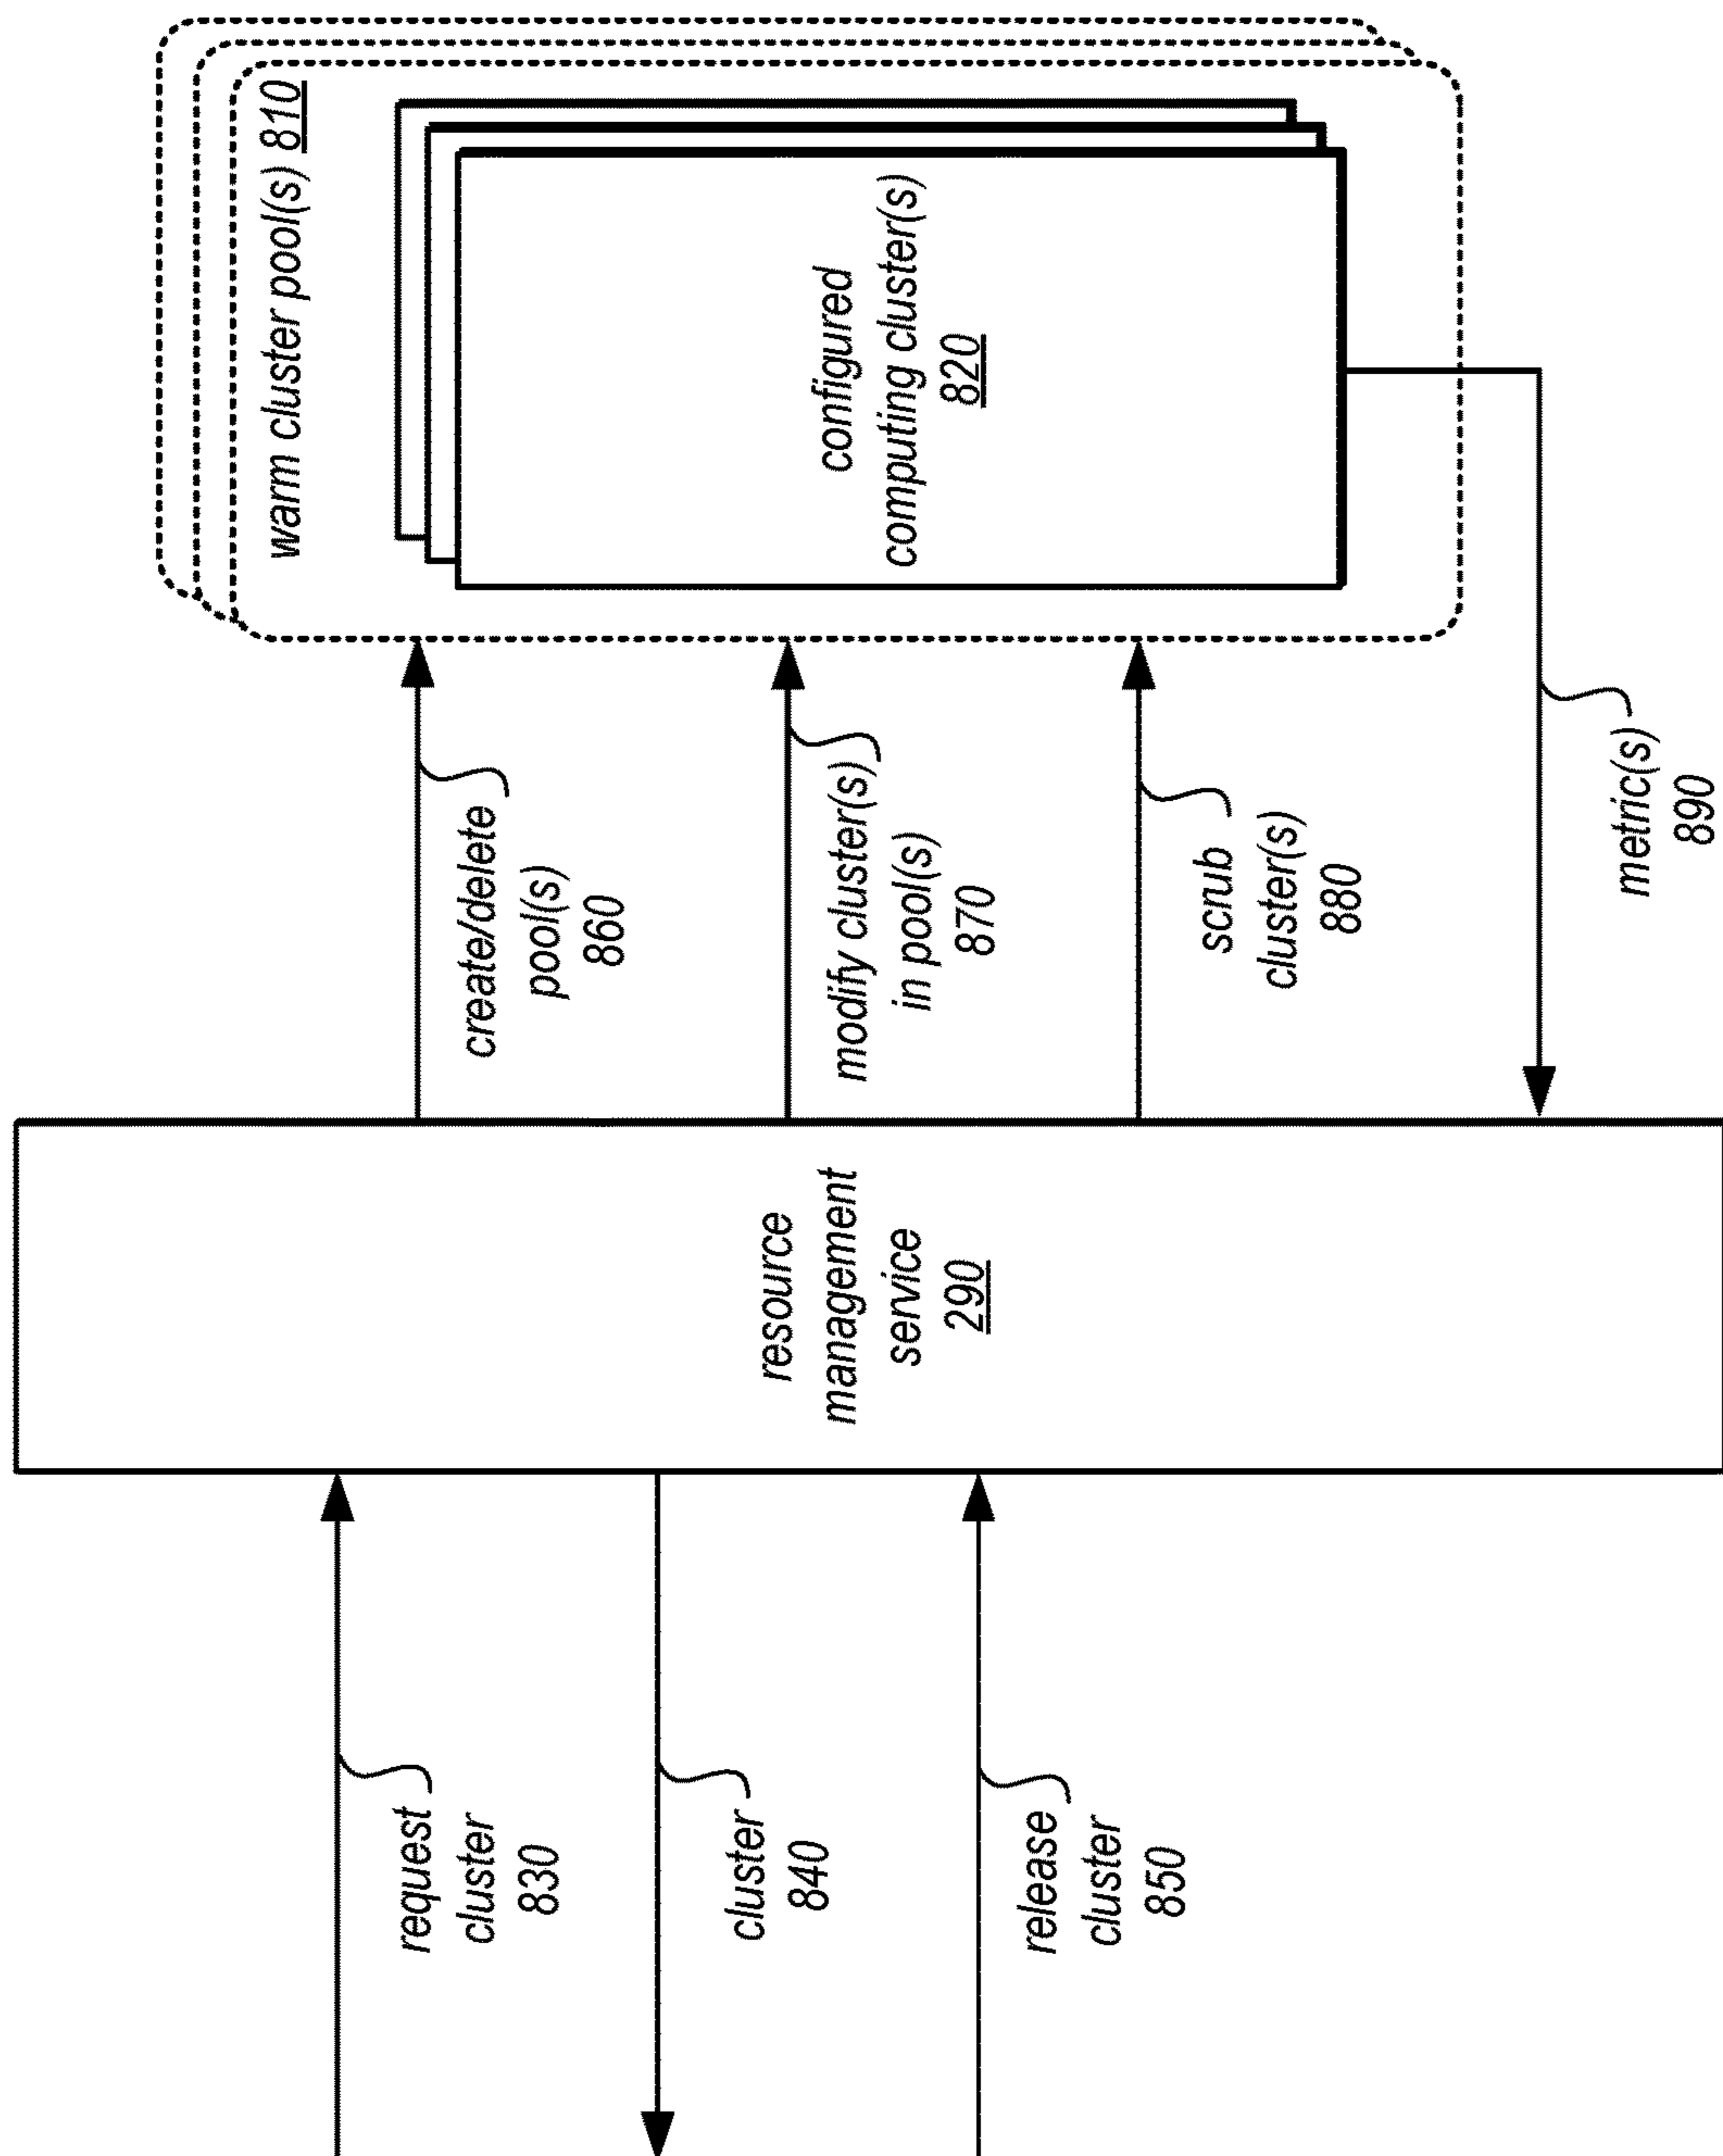 warm cluster pool(s) 810
configured
computing cluster(s)
820
create/delete
pool(s)
860
modify cluster(s)
in pool(s)
870
scrub
cluster(s)
880
metric(s)
890
resource
management
service
290
request
cluster
830
cluster
840
release
cluster
850